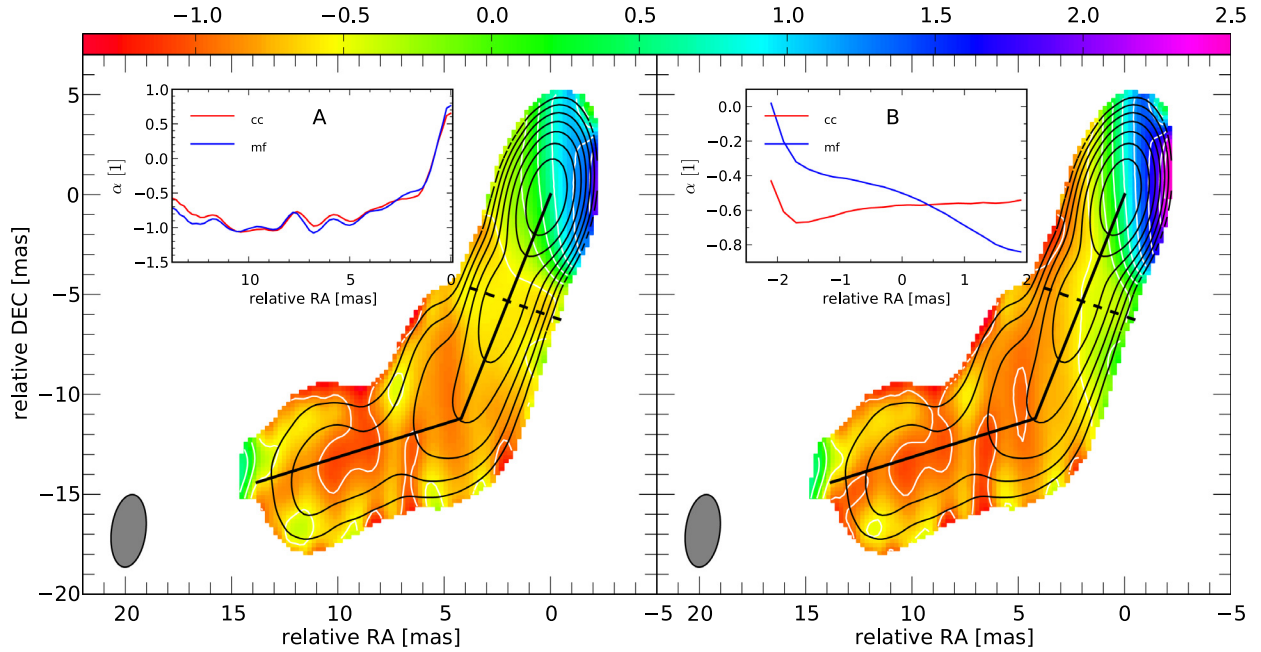 −1.0 −0.5 0.0 0.5 1.0 1.5 2.0 2.5
1.0
0.5
0.0
−0.5
−1.0
−1.5
α [1]
cc
mf
A
10 5 0
relative RA [mas]
0.0
−0.2
−0.4
−0.6
−0.8
α [1]
cc
mf
B
−2 −1 0 1 2
relative RA [mas]
5
0
−5
−10
−15
−20
relative DEC [mas]
20 15 10 5 0 −5
relative RA [mas]
20 15 10 5 0 −5
relative RA [mas]